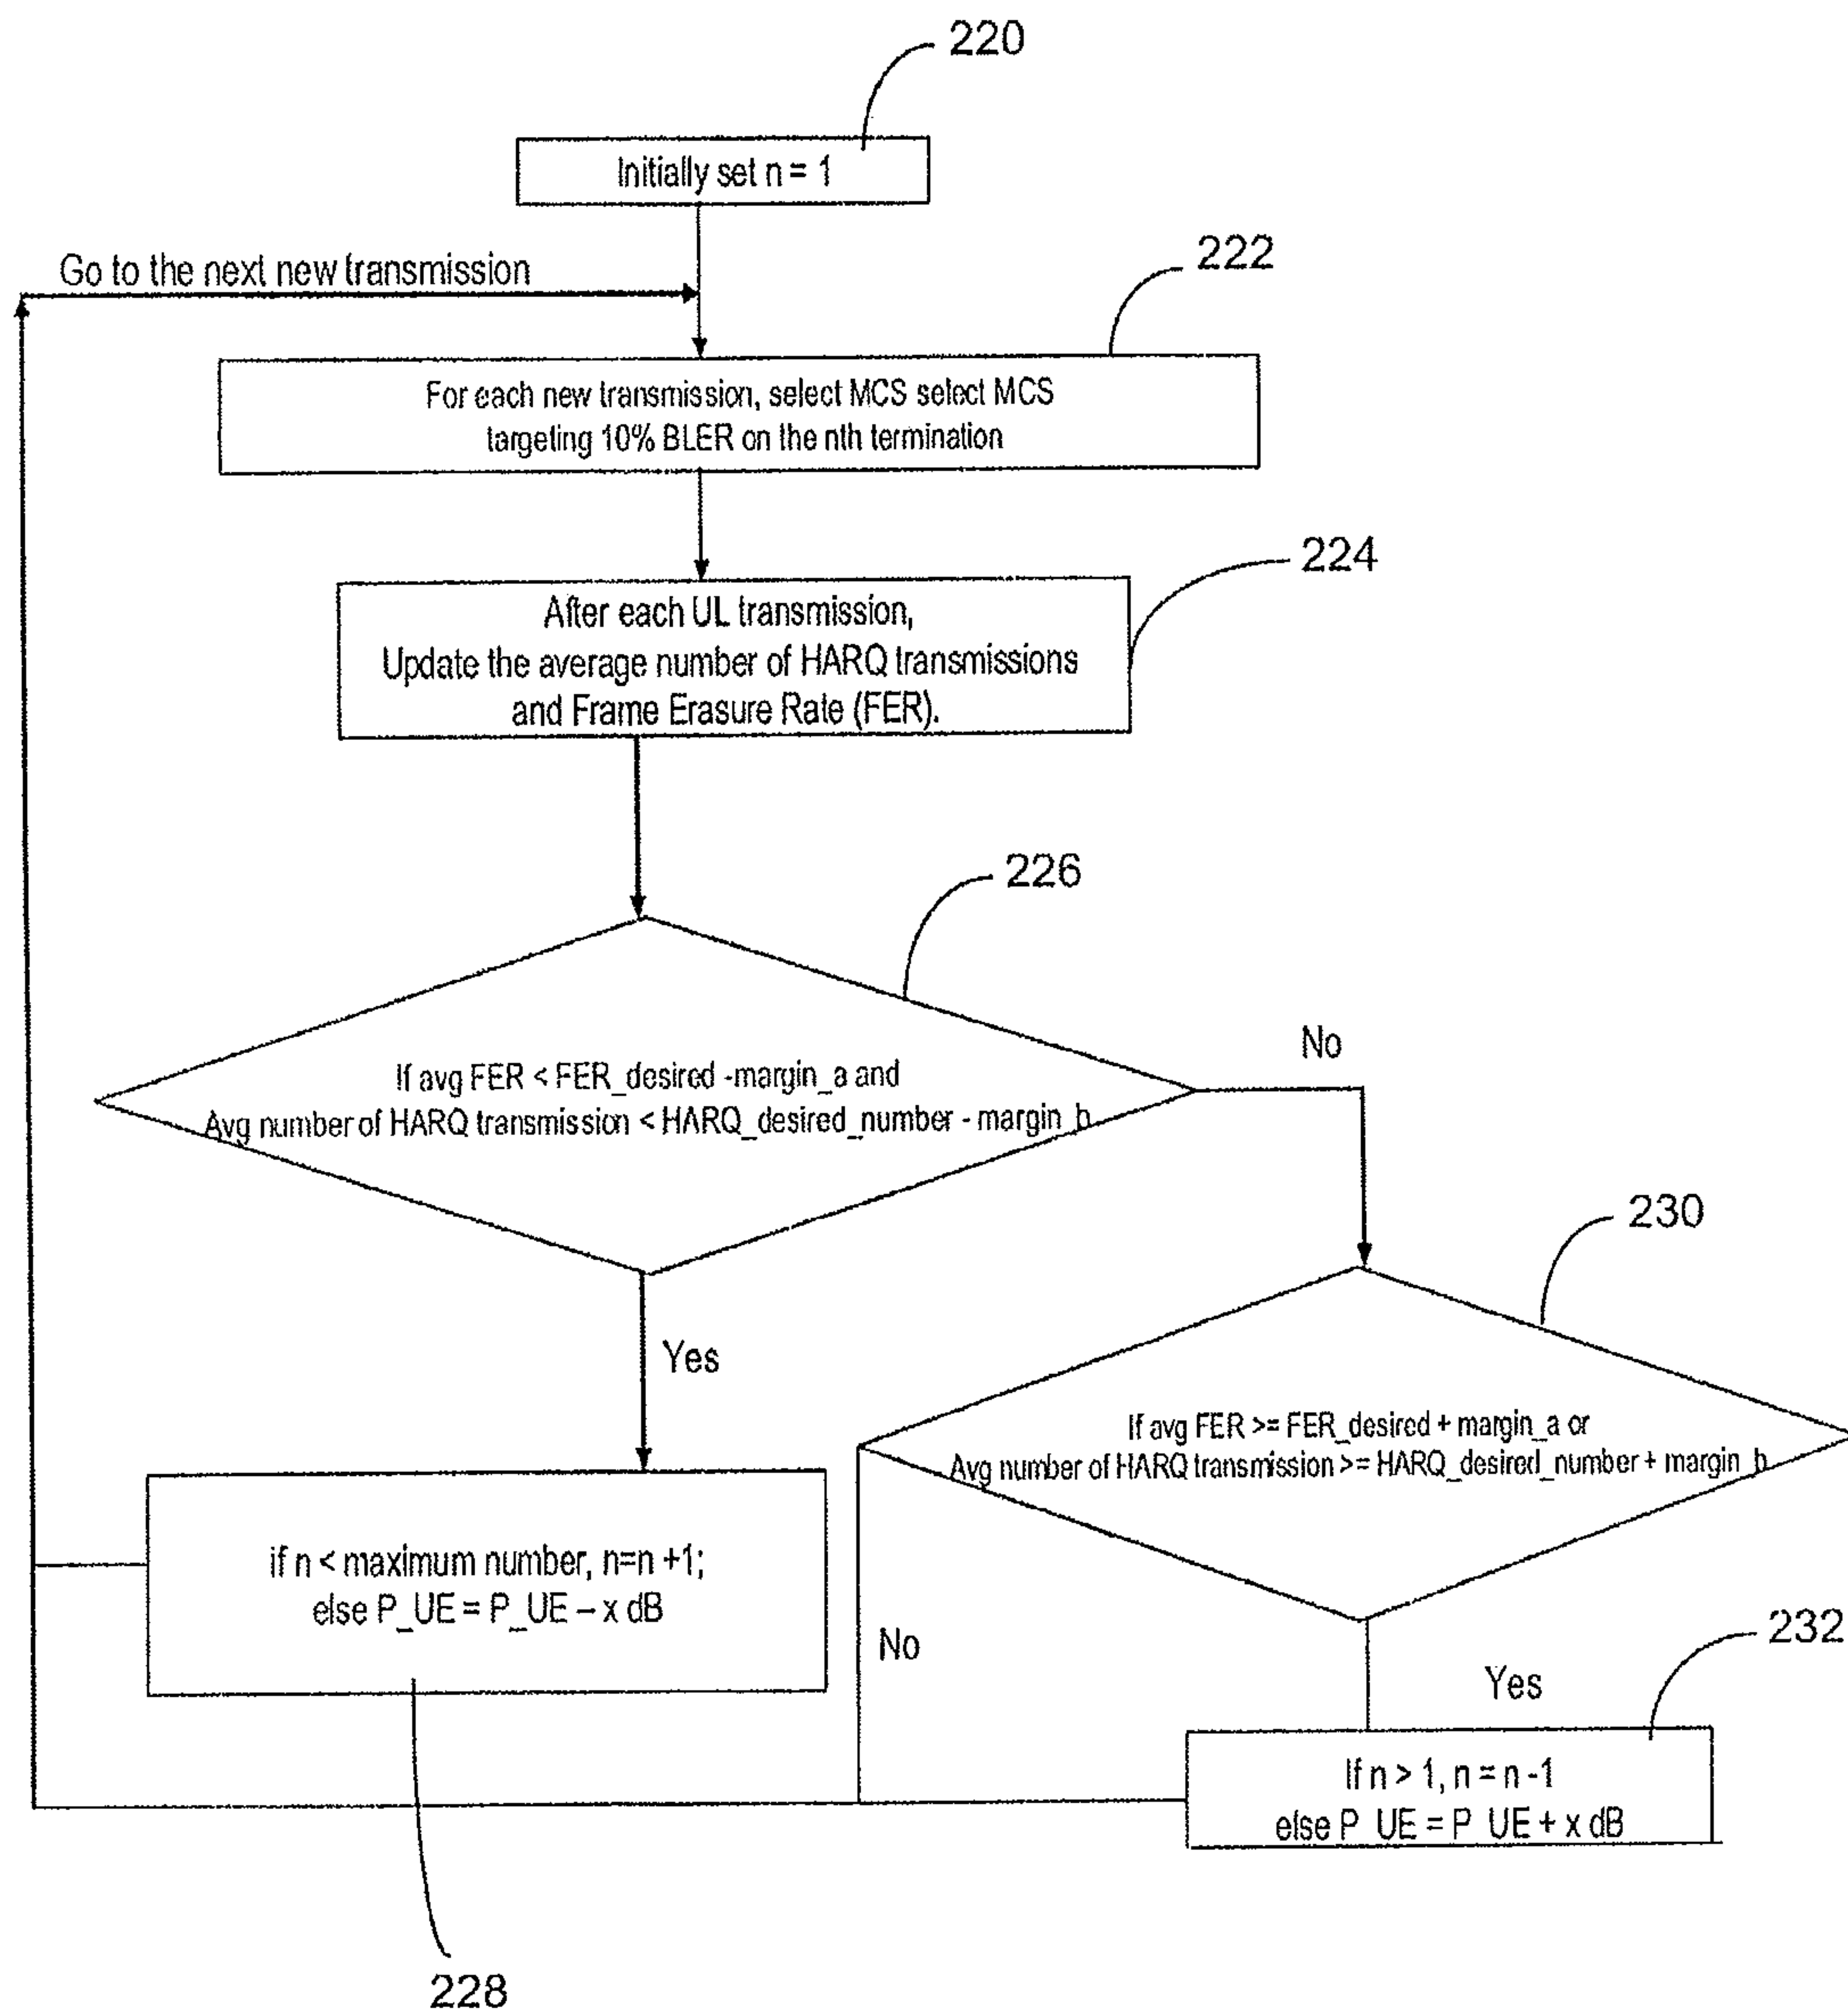 220
Initially set n = 1
Go to the next new transmission
222
For each new transmission, select MCS select MCS
targeting 10% BLER on the nth termination
224
After each UL transmission,
Update the average number of HARQ transmissions
and Frame Erasure Rate (FER).
226
If avg FER < FER_desired -margin_a and
Avg number of HARQ transmission < HARQ_desired_number - margin_b
No
230
If avg FER >= FER_desired + margin_a or
Avg number of HARQ transmission >= HARQ_desired_number + margin_b
Yes
if n < maximum number, n=n +1;
else P_UE = P_UE – x dB
No
Yes
232
If n > 1, n = n -1
else P_UE = P_UE + x dB
228